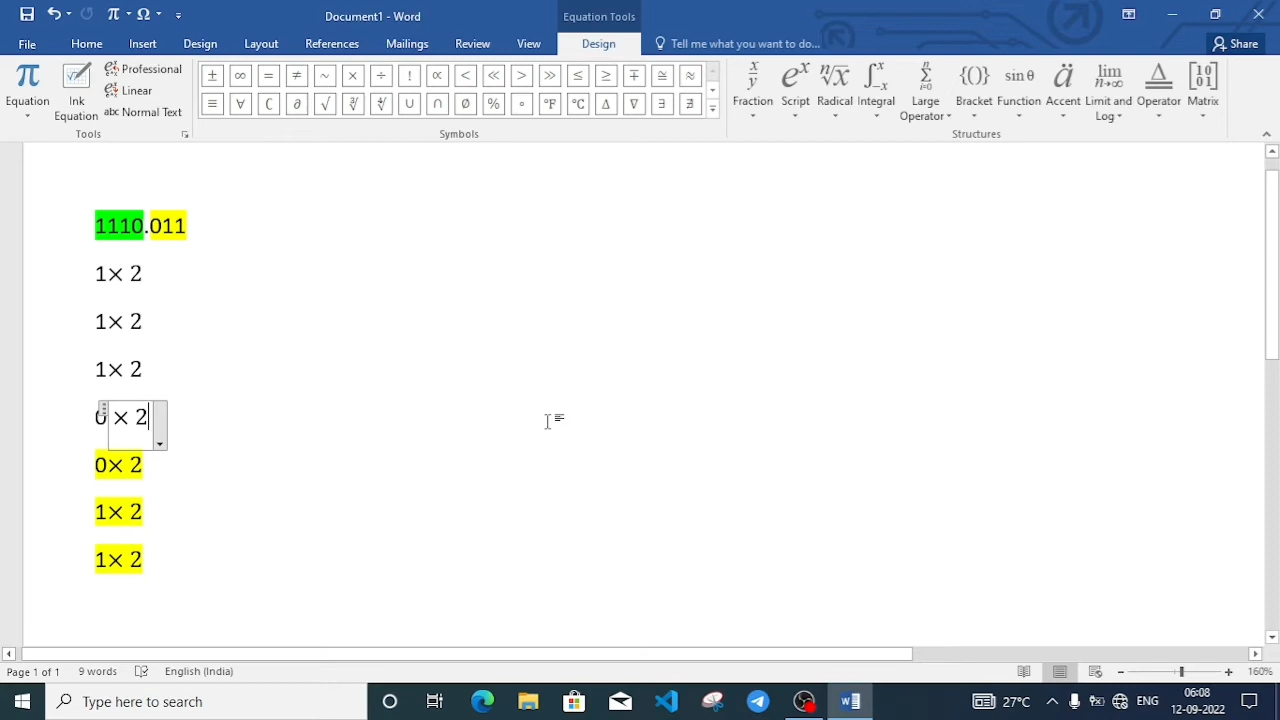 Document1 - Word
Equation Tools
File Home Insert Design Layout References Mailings Review View Design Tell me what you want to do... Share
π Equation
Ink Equation
Professional
Linear
abc Normal Text
± ∞ = ≠ ~ × ÷ ! ∝ < ≪ > ≫ ≤ ≥ ∓ ≅ ≈
≡ ∀ ∁ ∂ √ ∛ ∜ ∪ ∩ ∅ % ° °F °C ∆ ∇ ∃ ∄
Fraction Script Radical Integral Large Operator Bracket Function Accent Limit and Log Operator Matrix
Tools Symbols Structures
1110.011
1× 2
1× 2
1× 2
0 × 2
0× 2
1× 2
1× 2
Page 1 of 1 9 words English (India) 160%
Type here to search
27°C ENG 06:08
12-09-2022